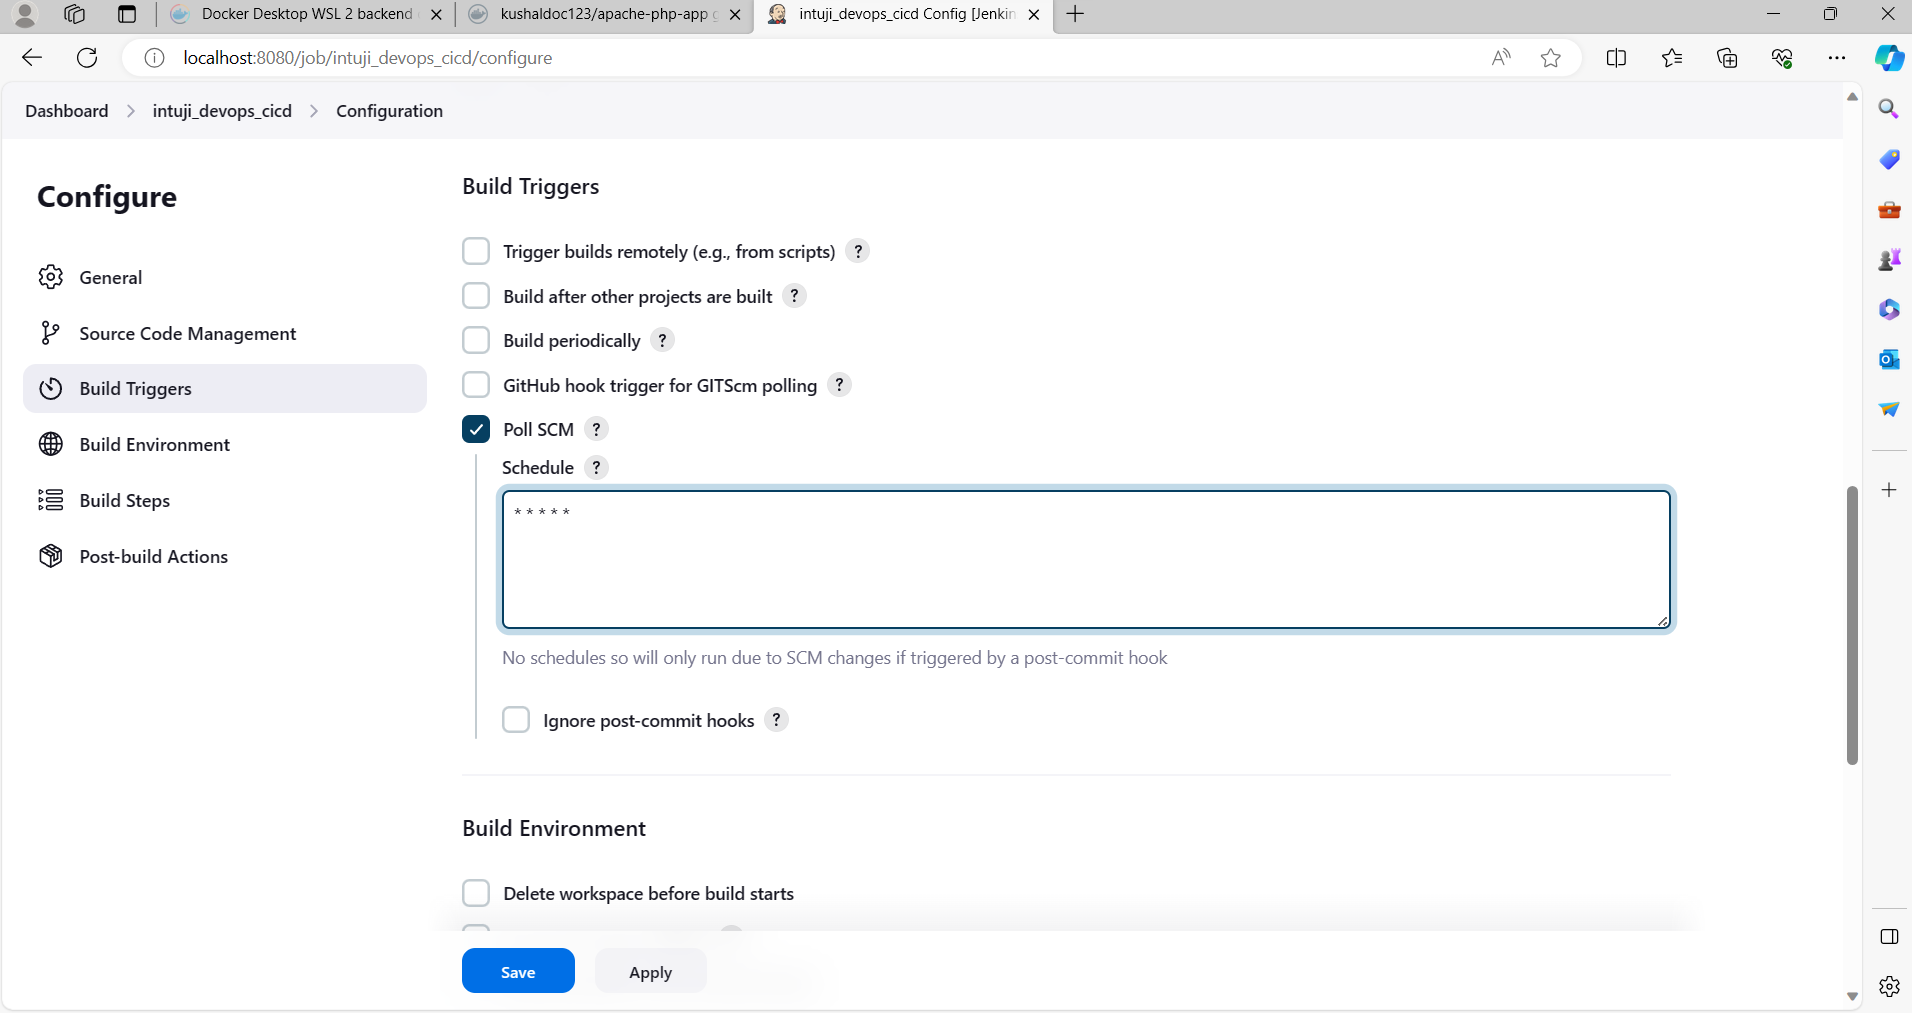 Docker Desktop WSL 2 backend
kushaldoc123/apache-php-app
intuji_devops_cicd Config [Jenkin
localhost:8080/job/intuji_devops_cicd/configure
Dashboard > intuji_devops_cicd > Configuration
Configure
General
Source Code Management
Build Triggers
Build Environment
Build Steps
Post-build Actions
Build Triggers
Trigger builds remotely (e.g., from scripts) ?
Build after other projects are built ?
Build periodically ?
GitHub hook trigger for GITScm polling ?
Poll SCM ?
Schedule ?
* * * * *
No schedules so will only run due to SCM changes if triggered by a post-commit hook
Ignore post-commit hooks ?
Build Environment
Delete workspace before build starts
Save
Apply